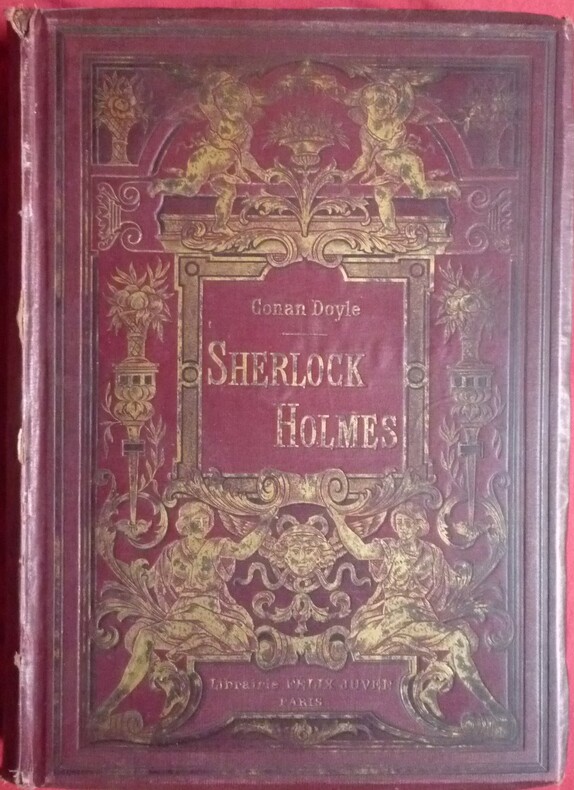 Conan Doyle
SHERLOCK
HOLMES
Librairie FELIX JUVEN
PARIS